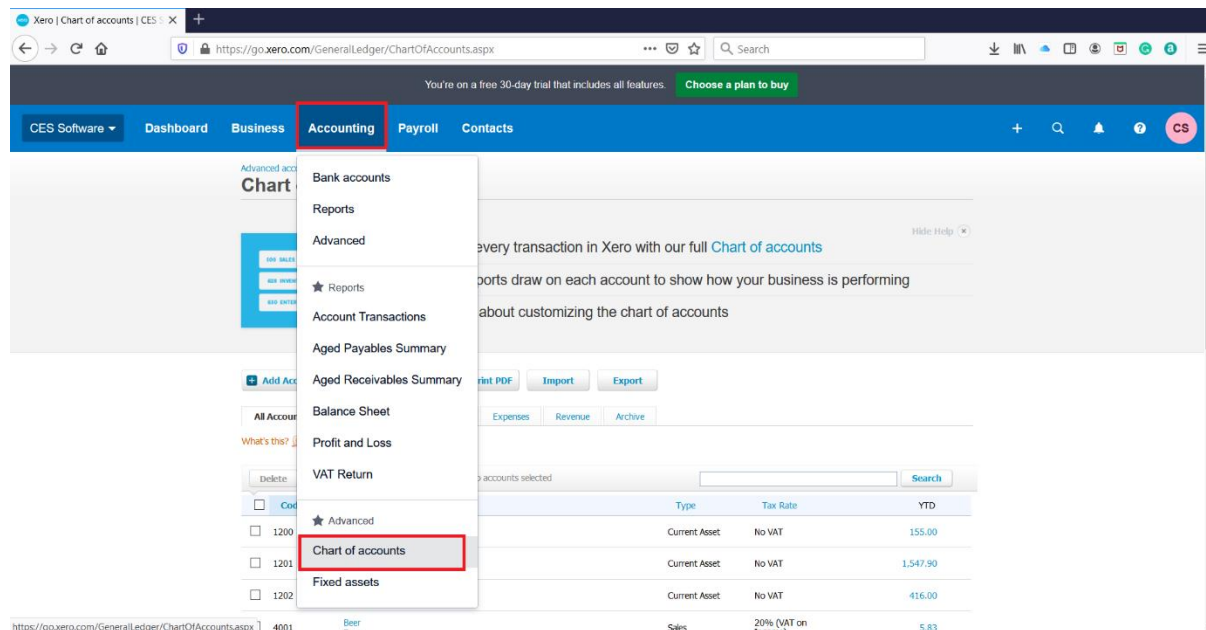 Xero | Chart of accounts | CES S
https://go.xero.com/GeneralLedger/ChartOfAccounts.aspx
Search
You're on a free 30-day trial that includes all features. Choose a plan to buy
CES Software Dashboard Business Accounting Payroll Contacts CS
Advanced acco
Chart
Bank accounts
Reports
Advanced
Reports
Account Transactions
Aged Payables Summary
Aged Receivables Summary
Balance Sheet
Profit and Loss
VAT Return
Advanced
Chart of accounts
Fixed assets
Hide Help
every transaction in Xero with our full Chart of accounts
ports draw on each account to show how your business is performing
about customizing the chart of accounts
Add Acc rint PDF Import Export
All Accoun Expenses Revenue Archive
What's this?
Delete o accounts selected Search
Cod Type Tax Rate YTD
1200 Current Asset No VAT 155.00
1201 Current Asset No VAT 1,547.90
1202 Current Asset No VAT 416.00
4001 Beer Sales 20% (VAT on 5.83
https://go.xero.com/GeneralLedger/ChartOfAccounts.aspx